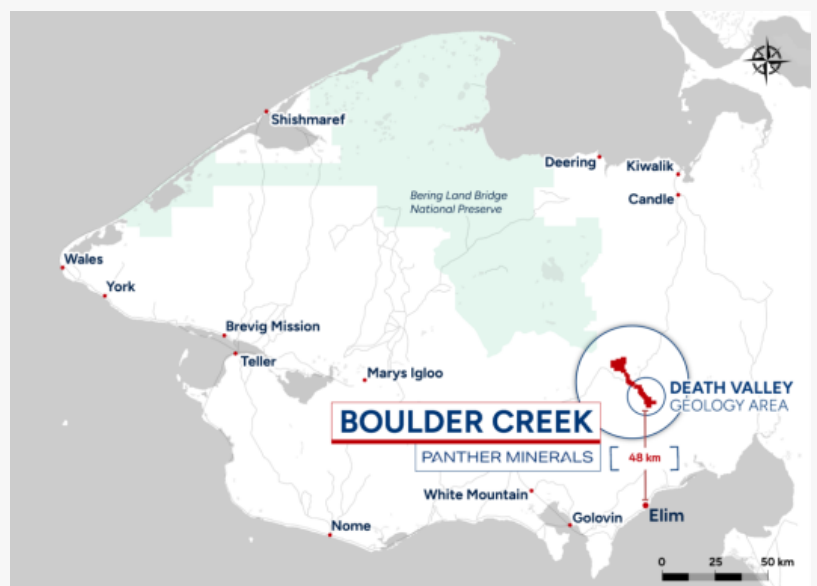 Shishmaref
Deering
Kiwalik
Bering Land Bridge
National Preserve
Candle
Wales
York
Brevig Mission
Teller
Marys Igloo
DEATH VALLEY
GEOLOGY AREA
BOULDER CREEK
PANTHER MINERALS
48 km
White Mountain
Golovin
Elim
Nome
0 25 50 km